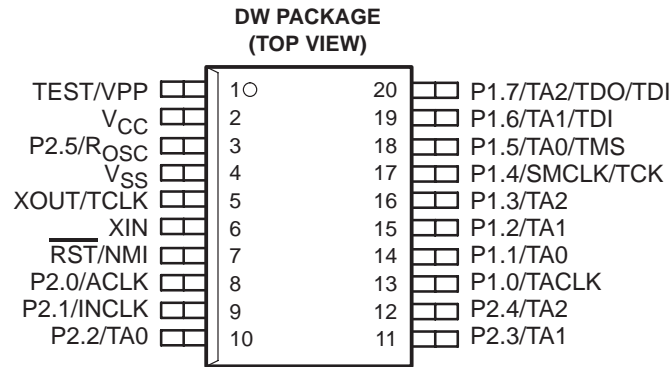 DW PACKAGE
(TOP VIEW)
TEST/VPP 1 20 P1.7/TA2/TDO/TDI
VCC 2 19 P1.6/TA1/TDI
P2.5/ROSC 3 18 P1.5/TA0/TMS
VSS 4 17 P1.4/SMCLK/TCK
XOUT/TCLK 5 16 P1.3/TA2
XIN 6 15 P1.2/TA1
RST/NMI 7 14 P1.1/TA0
P2.0/ACLK 8 13 P1.0/TACLK
P2.1/INCLK 9 12 P2.4/TA2
P2.2/TA0 10 11 P2.3/TA1